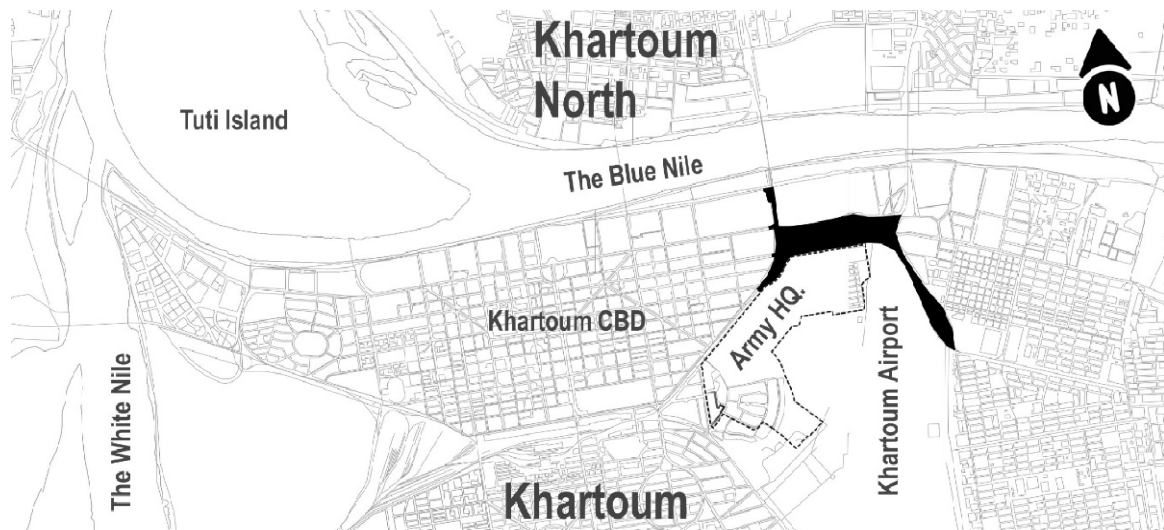 Khartoum
North
N
Tuti Island
The Blue Nile
Khartoum CBD
Army HQ.
Khartoum Airport
The White Nile
Khartoum